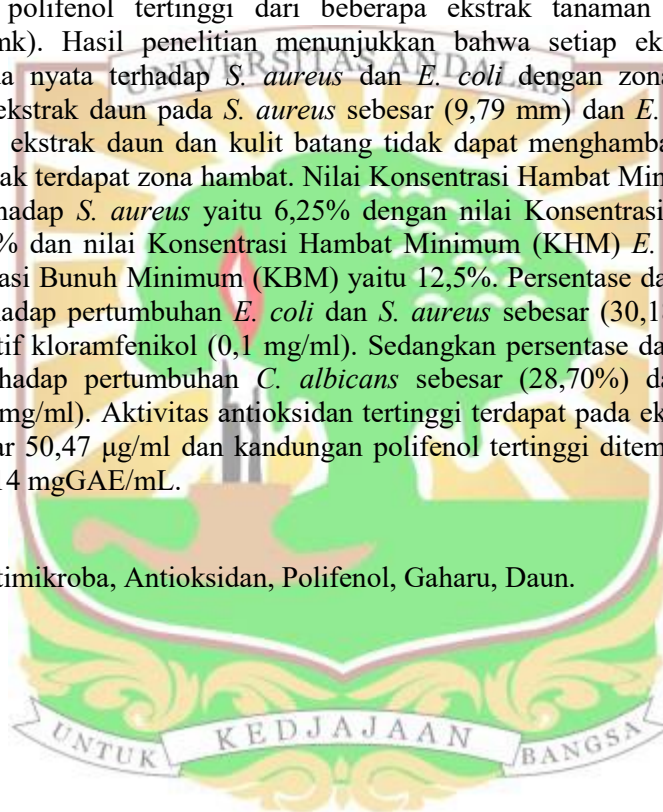 polifenol tertinggi dari beberapa ekstrak tanaman
mk). Hasil penelitian menunjukkan bahwa setiap ek
a nyata terhadap S. aureus dan E. coli dengan zona
UNIVERSITAS ANDALAS
ekstrak daun pada S. aureus sebesar (9,79 mm) dan E.
ekstrak daun dan kulit batang tidak dapat menghamba
ak terdapat zona hambat. Nilai Konsentrasi Hambat Min
hadap S. aureus yaitu 6,25% dengan nilai Konsentrasi
% dan nilai Konsentrasi Hambat Minimum (KHM) E.
asi Bunuh Minimum (KBM) yaitu 12,5%. Persentase da
hadap pertumbuhan E. coli dan S. aureus sebesar (30,1
tif kloramfenikol (0,1 mg/ml). Sedangkan persentase da
hadap pertumbuhan C. albicans sebesar (28,70%) da
mg/ml). Aktivitas antioksidan tertinggi terdapat pada ek
ar 50,47 µg/ml dan kandungan polifenol tertinggi ditem
14 mgGAE/mL.
timikroba, Antioksidan, Polifenol, Gaharu, Daun.
UNTUK KEDJAJAAN BANGSA